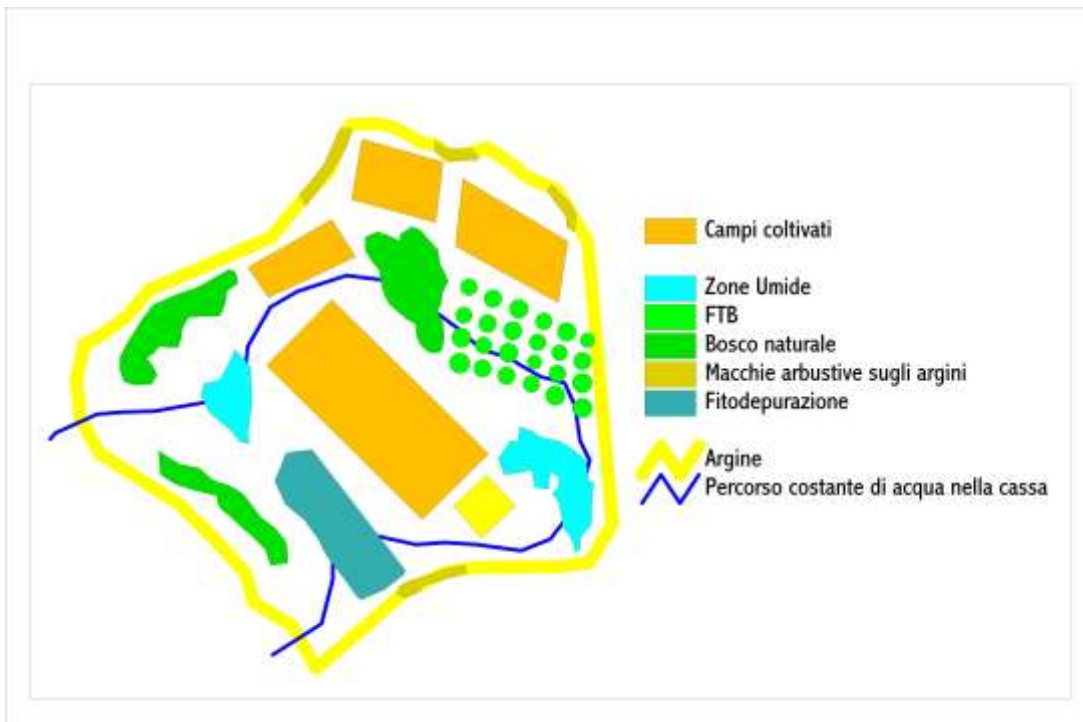 Campi coltivati
Zone Umide
FTB
Bosco naturale
Macchie arbustive sugli argini
Fitodepurazione
Argine
Percorso costante di acqua nella cassa